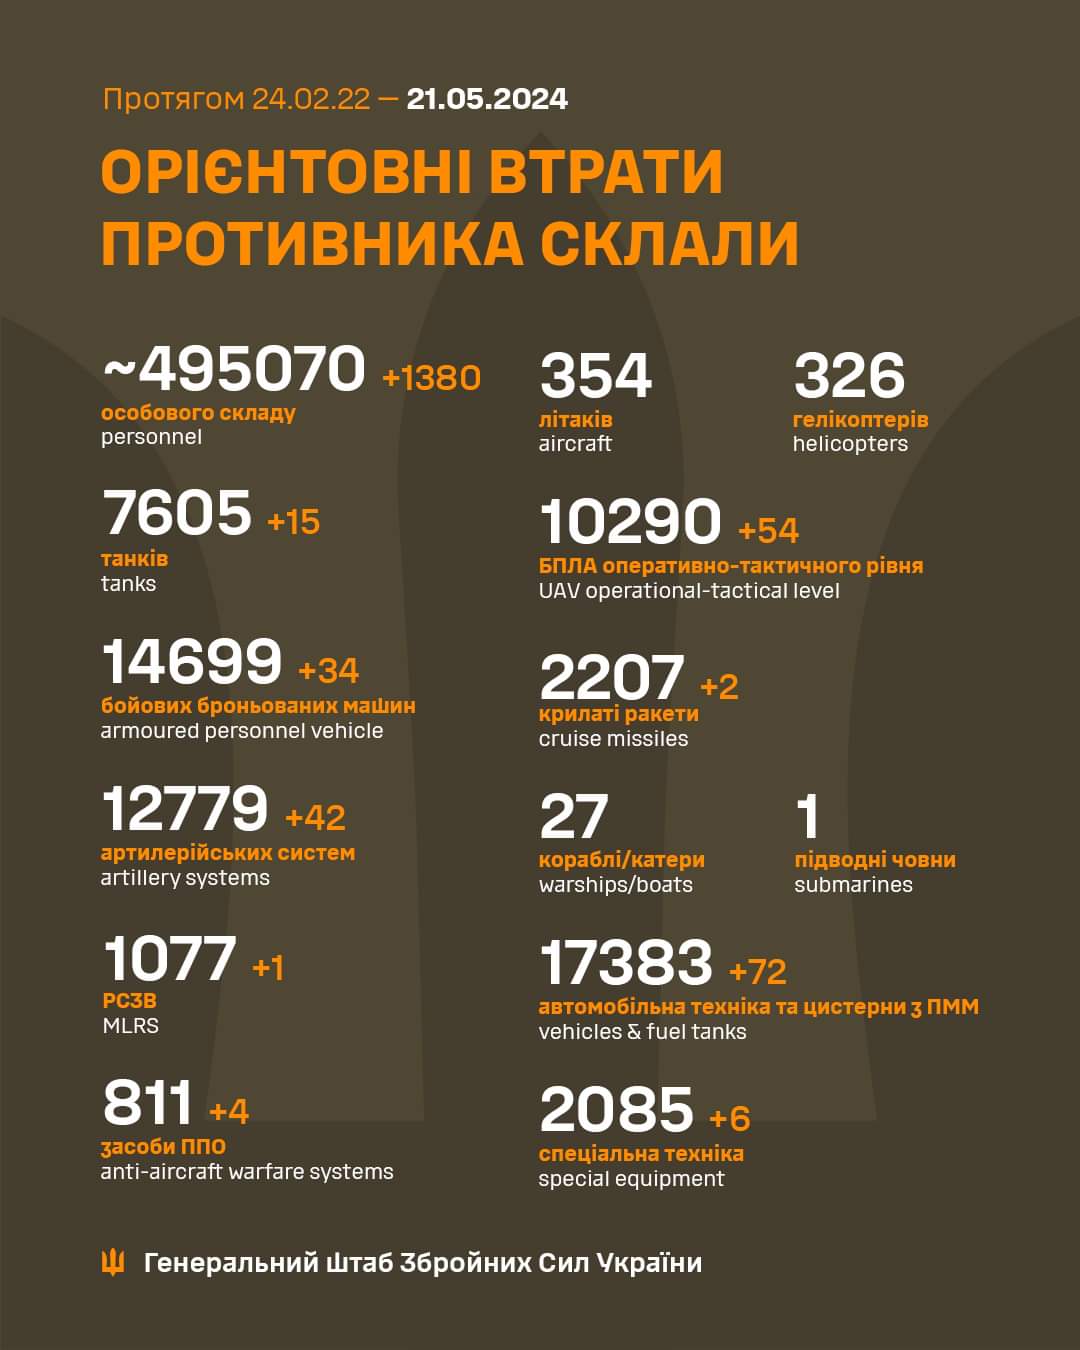 Протягом 24.02.22 — 21.05.2024
ОРІЄНТОВНІ ВТРАТИ
ПРОТИВНИКА СКЛАЛИ
~495070 +1380
особового складу
personnel
354
літаків
aircraft
326
гелікоптерів
helicopters
7605 +15
танків
tanks
10290 +54
БПЛА оперативно-тактичного рівня
UAV operational-tactical level
14699 +34
бойових броньованих машин
armoured personnel vehicle
2207 +2
крилаті ракети
cruise missiles
12779 +42
артилерійських систем
artillery systems
27
кораблі/катери
warships/boats
1
підводні човни
submarines
1077 +1
РСЗВ
MLRS
17383 +72
автомобільна техніка та цистерни з ПММ
vehicles & fuel tanks
811 +4
засоби ППО
anti-aircraft warfare systems
2085 +6
спеціальна техніка
special equipment
Генеральний Штаб Збройних Сил України